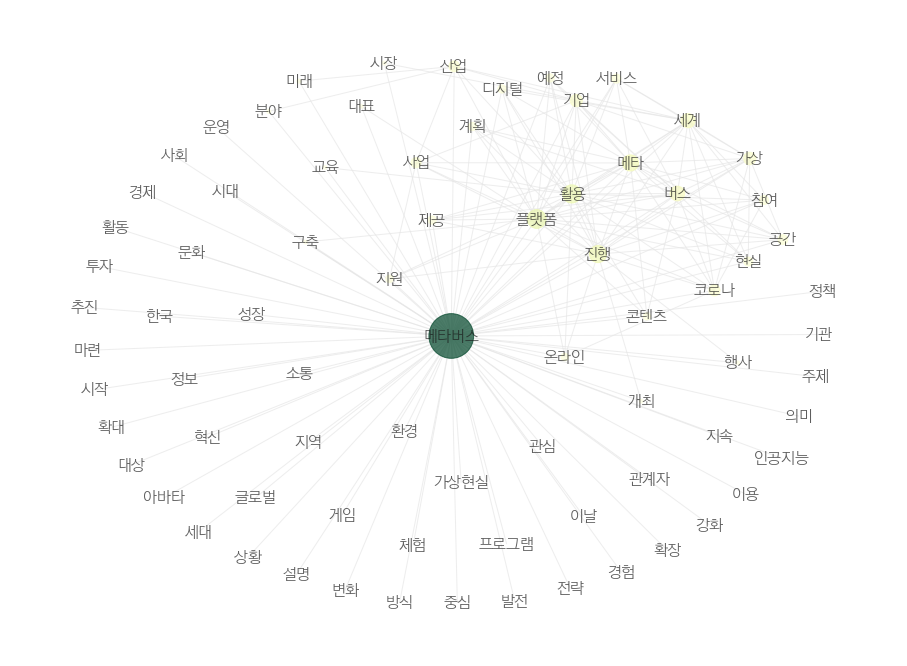 시장
산업
예정
서비스
미래
디지털
기업
분야
대표
계획
세계
운영
사회
교육
사업
메타
가상
경제
시대
활용
버스
참여
활동
제공
플랫폼
문화
구축
진행
공간
투자
지원
현실
코로나
정책
추진
한국
성장
콘텐츠
메타버스
기관
마련
온라인
행사
시작
정보
소통
주제
개최
의미
확대
혁신
지역
환경
관심
지속
대상
인공지능
아바타
글로벌
가상현실
관계자
이용
세대
게임
이날
강화
상황
체험
프로그램
확장
설명
변화
경험
전략
방식
중심
발전